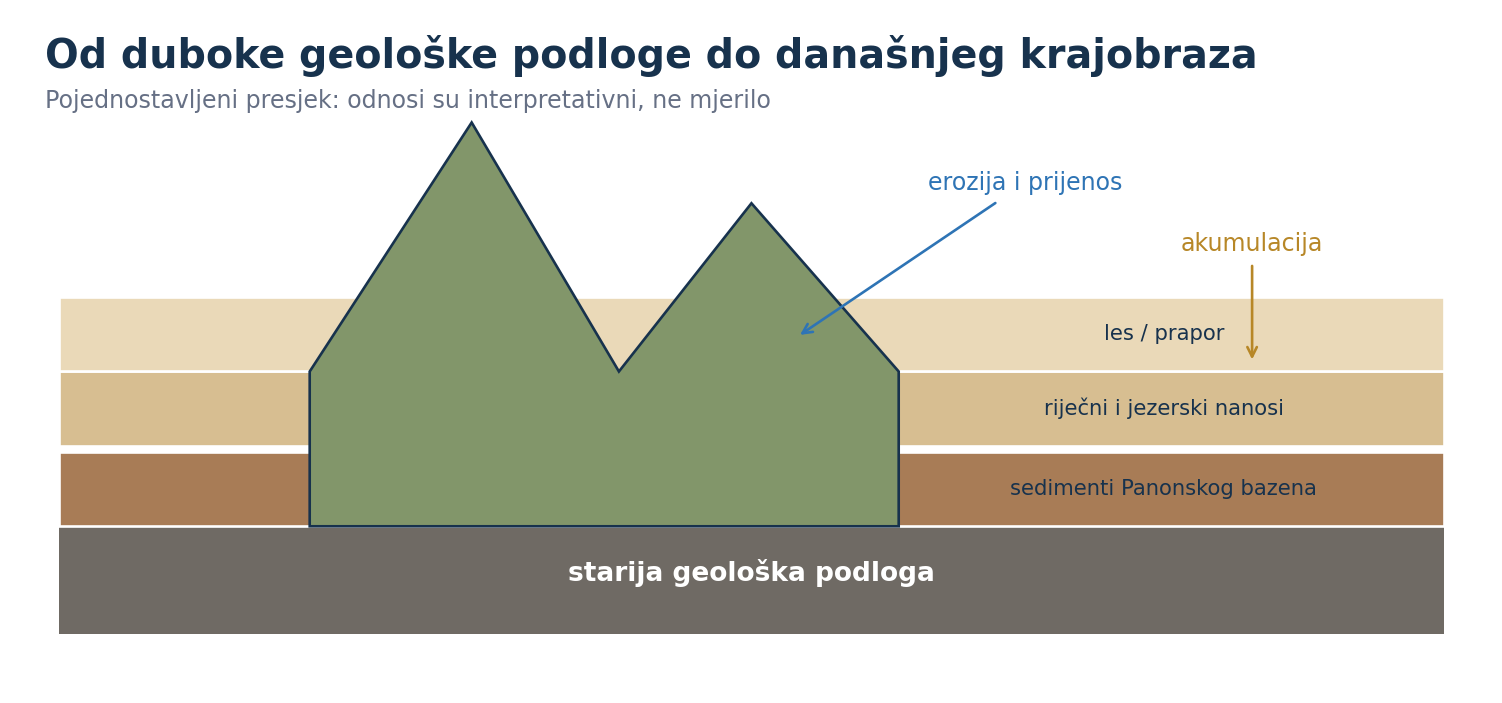 Od duboke geološke podloge do današnjeg krajobraza
Pojednostavljeni presjek: odnosi su interpretativni, ne mjerilo
erozija i prijenos
akumulacija
les / prapor
riječni i jezerski nanosi
sedimenti Panonskog bazena
starija geološka podloga